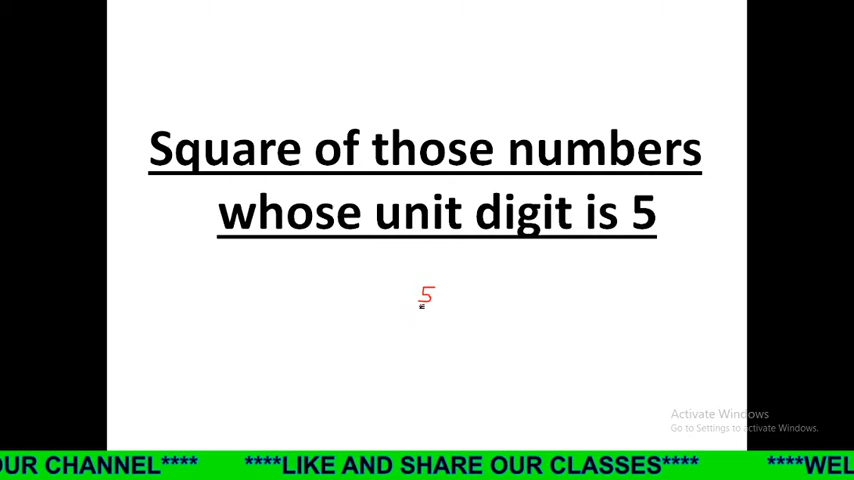 Square of those numbers
whose unit digit is 5
5
Activate Windows
Go to Settings to activate Windows.
OUR CHANNEL**** ****LIKE AND SHARE OUR CLASSES**** ****WEL